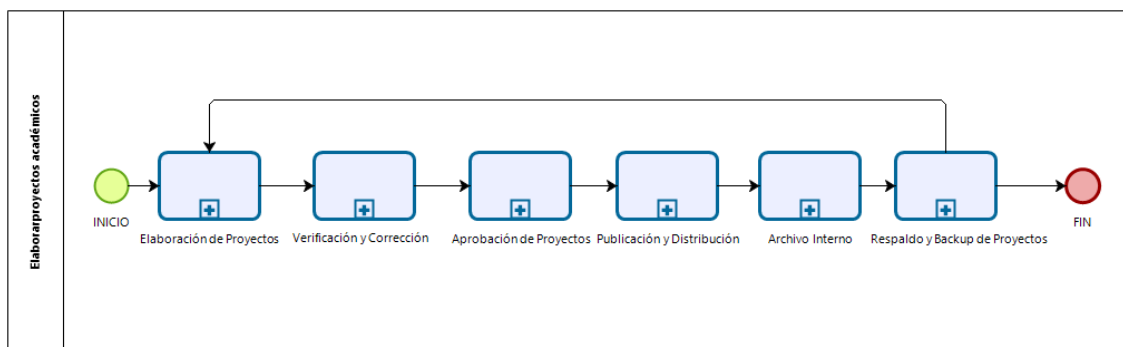 Elaborarproyectos académicos
INICIO
Elaboración de Proyectos
Verificación y Corrección
Aprobación de Proyectos
Publicación y Distribución
Archivo Interno
Respaldo y Backup de Proyectos
FIN